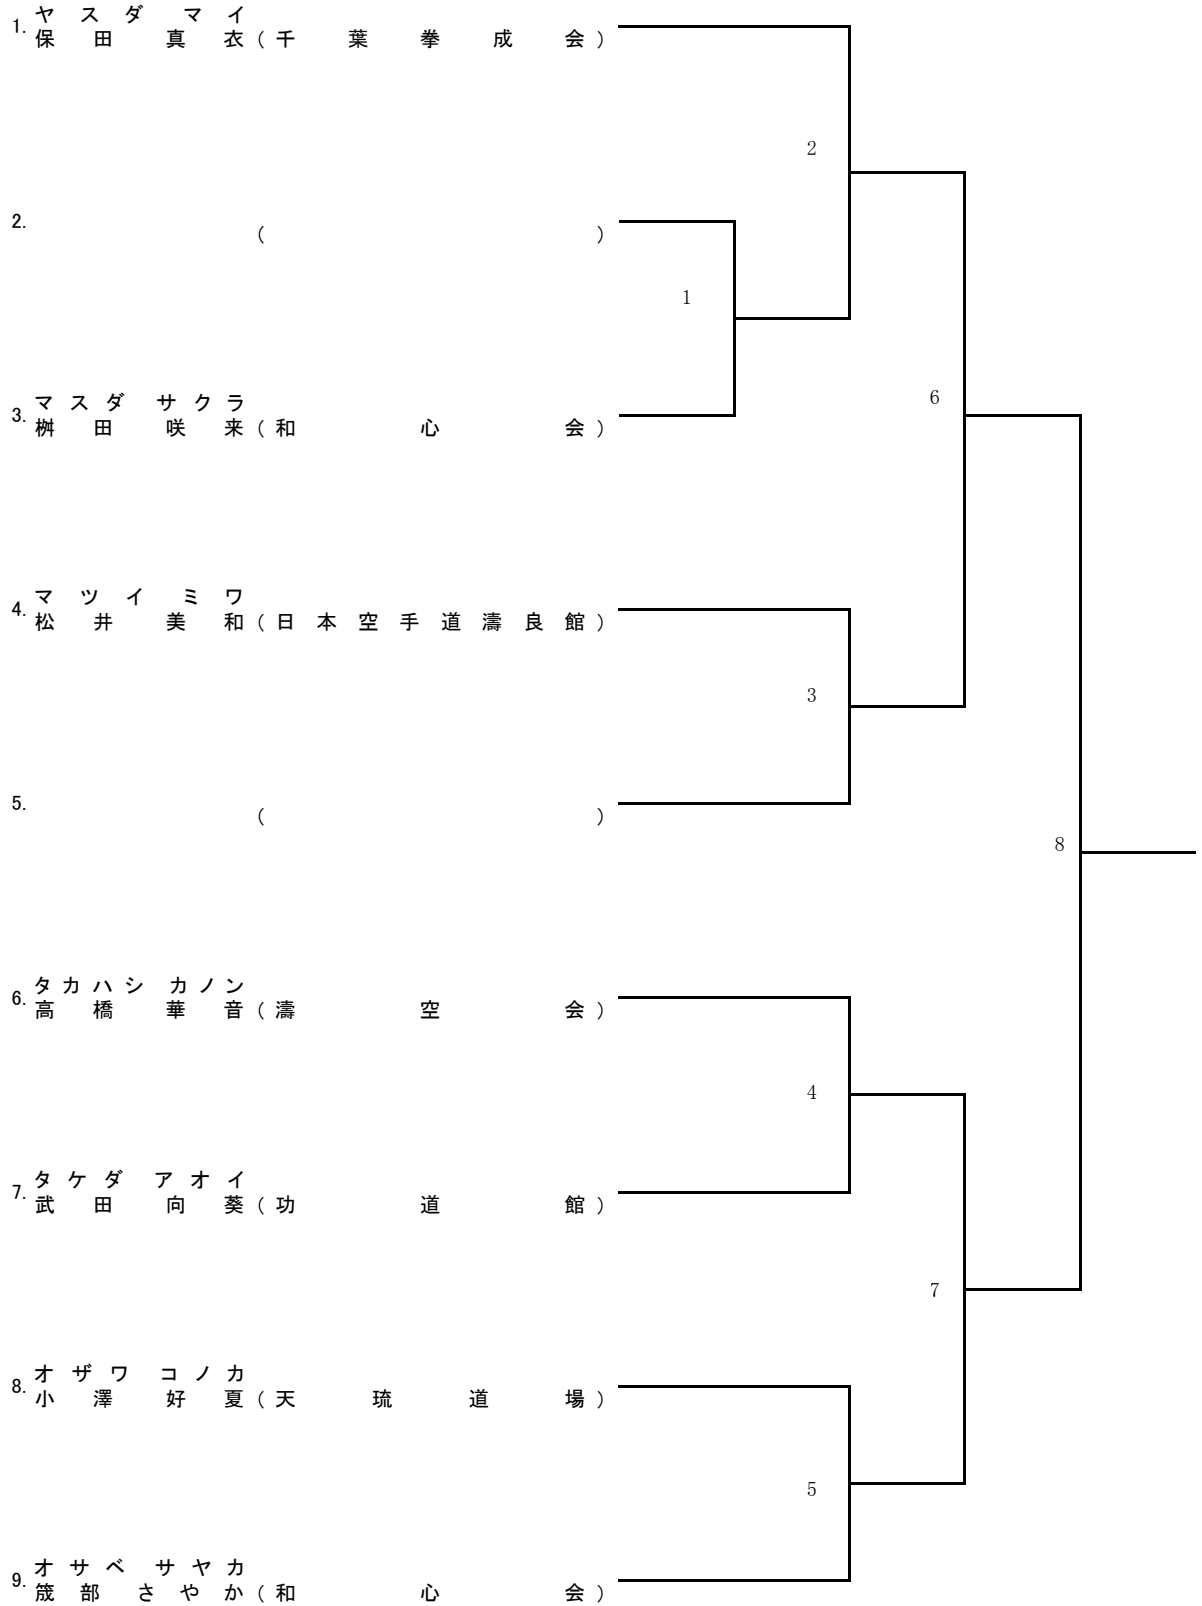 ヤスダ マイ
1. 保田 真衣 (千葉拳成会)
2
2. ( )
1
マスダ サクラ
3. 桝田 咲来 (和心会)
6
マツイ ミワ
4. 松井 美和 (日本空手道濤良館)
3
5. ( )
8
タカハシ カノン
6. 高橋 華音 (濤空会)
4
タケダ アオイ
7. 武田 向葵 (功道館)
7
オザワ コノカ
8. 小澤 好夏 (天琉道場)
5
オサベ サヤカ
9. 筬部 さやか (和心会)